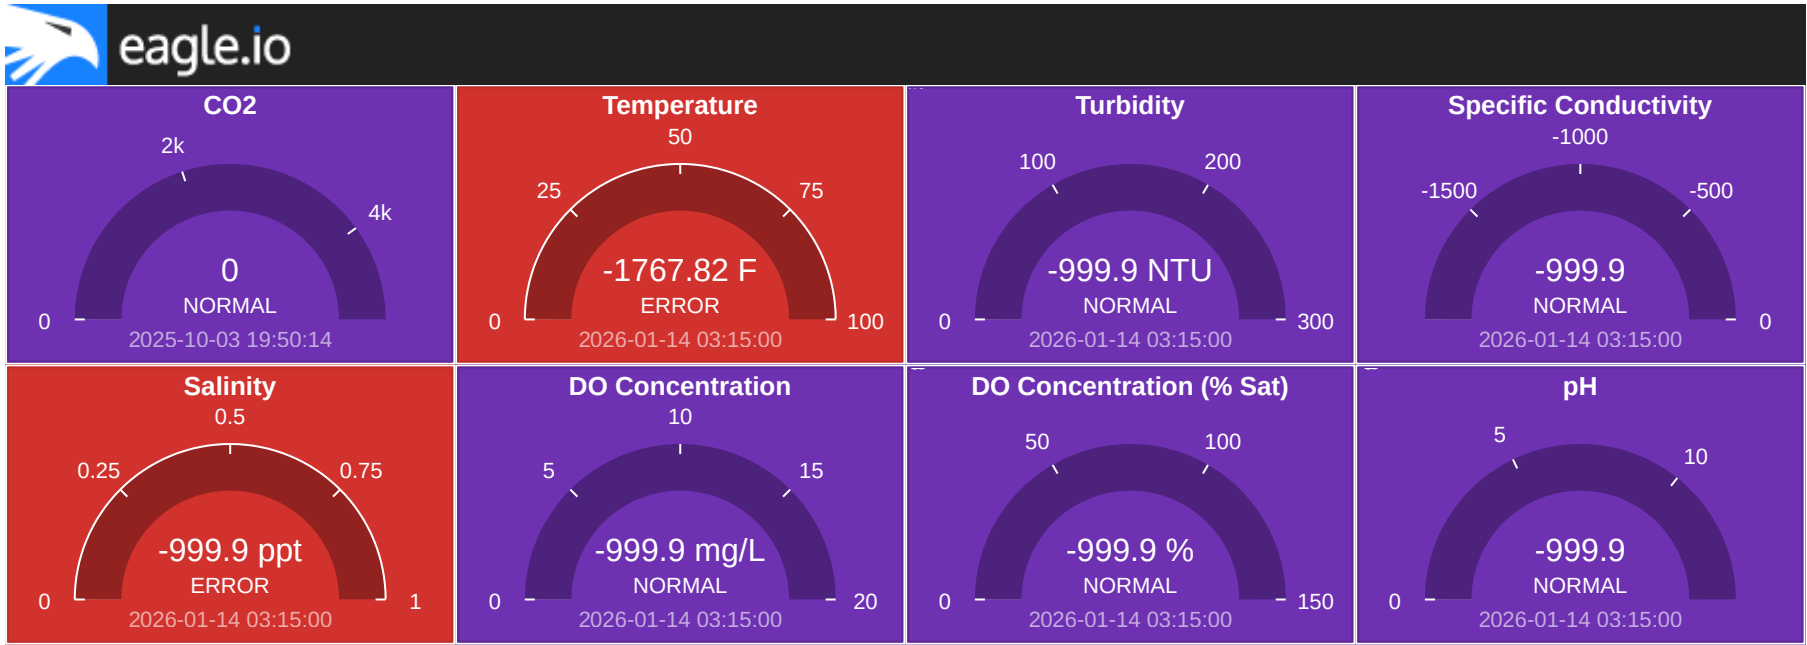 eagle.io
CO2
2k
4k
0
0
NORMAL
2025-10-03 19:50:14
Temperature
50
25
75
-1767.82 F
ERROR
0
100
2026-01-14 03:15:00
Turbidity
100
200
-999.9 NTU
NORMAL
0
300
2026-01-14 03:15:00
Specific Conductivity
-1000
-1500
-500
-999.9
NORMAL
0
2026-01-14 03:15:00
Salinity
0.5
0.25
0.75
-999.9 ppt
ERROR
0
1
2026-01-14 03:15:00
DO Concentration
10
5
15
-999.9 mg/L
NORMAL
0
20
2026-01-14 03:15:00
DO Concentration (% Sat)
50
100
-999.9 %
NORMAL
0
150
2026-01-14 03:15:00
pH
5
10
-999.9
NORMAL
0
2026-01-14 03:15:00